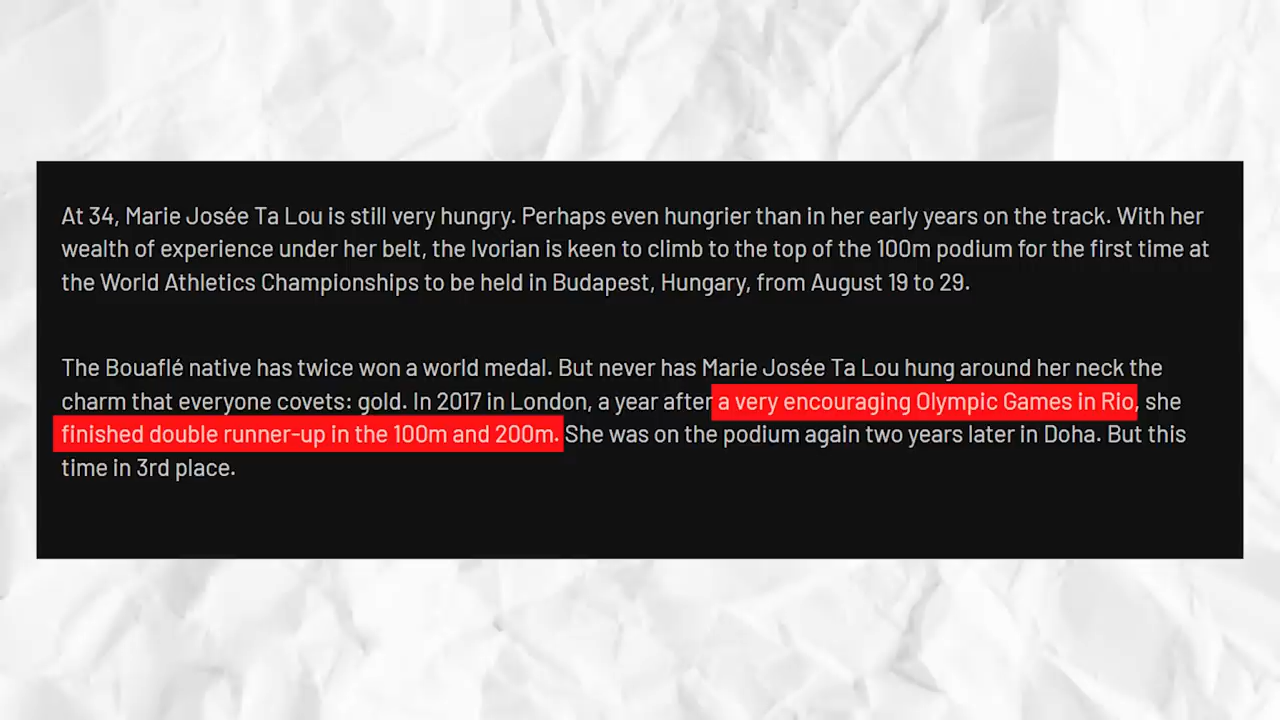 At 34, Marie Josée Ta Lou is still very hungry. Perhaps even hungrier than in her early years on the track. With her
wealth of experience under her belt, the Ivorian is keen to climb to the top of the 100m podium for the first time at
the World Athletics Championships to be held in Budapest, Hungary, from August 19 to 29.
The Bouaflé native has twice won a world medal. But never has Marie Josée Ta Lou hung around her neck the
charm that everyone covets: gold. In 2017 in London, a year after a very encouraging Olympic Games in Rio, she
finished double runner-up in the 100m and 200m. She was on the podium again two years later in Doha. But this
time in 3rd place.